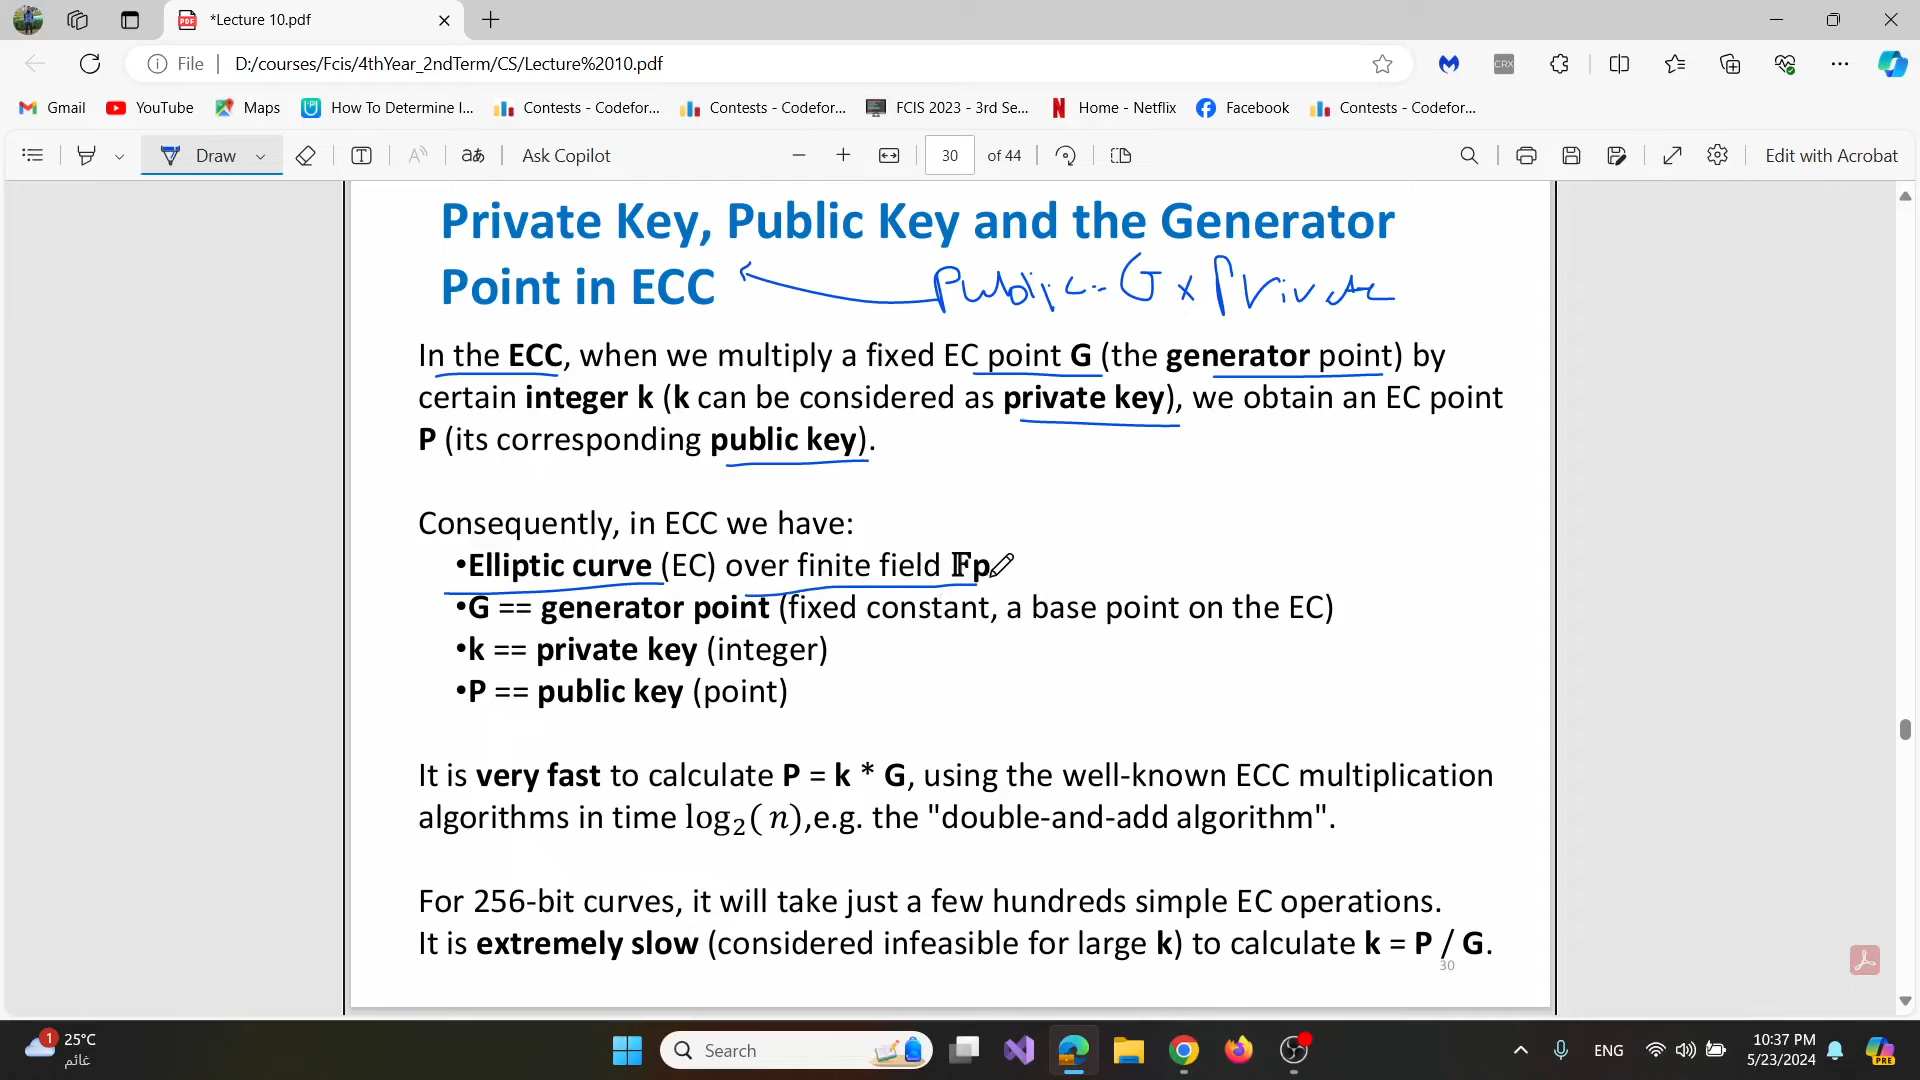 *Lecture 10.pdf
File
D:/courses/Fcis/4thYear_2ndTerm/CS/Lecture%2010.pdf
CRX
Gmail
YouTube
Maps
How To Determine I...
Contests - Codefor...
Contests - Codefor...
FCIS 2023 - 3rd Se...
Home - Netflix
Facebook
Contests - Codefor...
Draw
Ask Copilot
30 of 44
Edit with Acrobat
Private Key, Public Key and the Generator
Point in ECC
Public = G x Private
In the ECC, when we multiply a fixed EC point G (the generator point) by
certain integer k (k can be considered as private key), we obtain an EC point
P (its corresponding public key).
Consequently, in ECC we have:
•Elliptic curve (EC) over finite field 𝔽p
•G == generator point (fixed constant, a base point on the EC)
•k == private key (integer)
•P == public key (point)
It is very fast to calculate P = k * G, using the well-known ECC multiplication
algorithms in time log₂( n),e.g. the "double-and-add algorithm".
For 256-bit curves, it will take just a few hundreds simple EC operations.
It is extremely slow (considered infeasible for large k) to calculate k = P / G.
30
1
25°C
غائم
Search
ENG
10:37 PM
5/23/2024
PRE